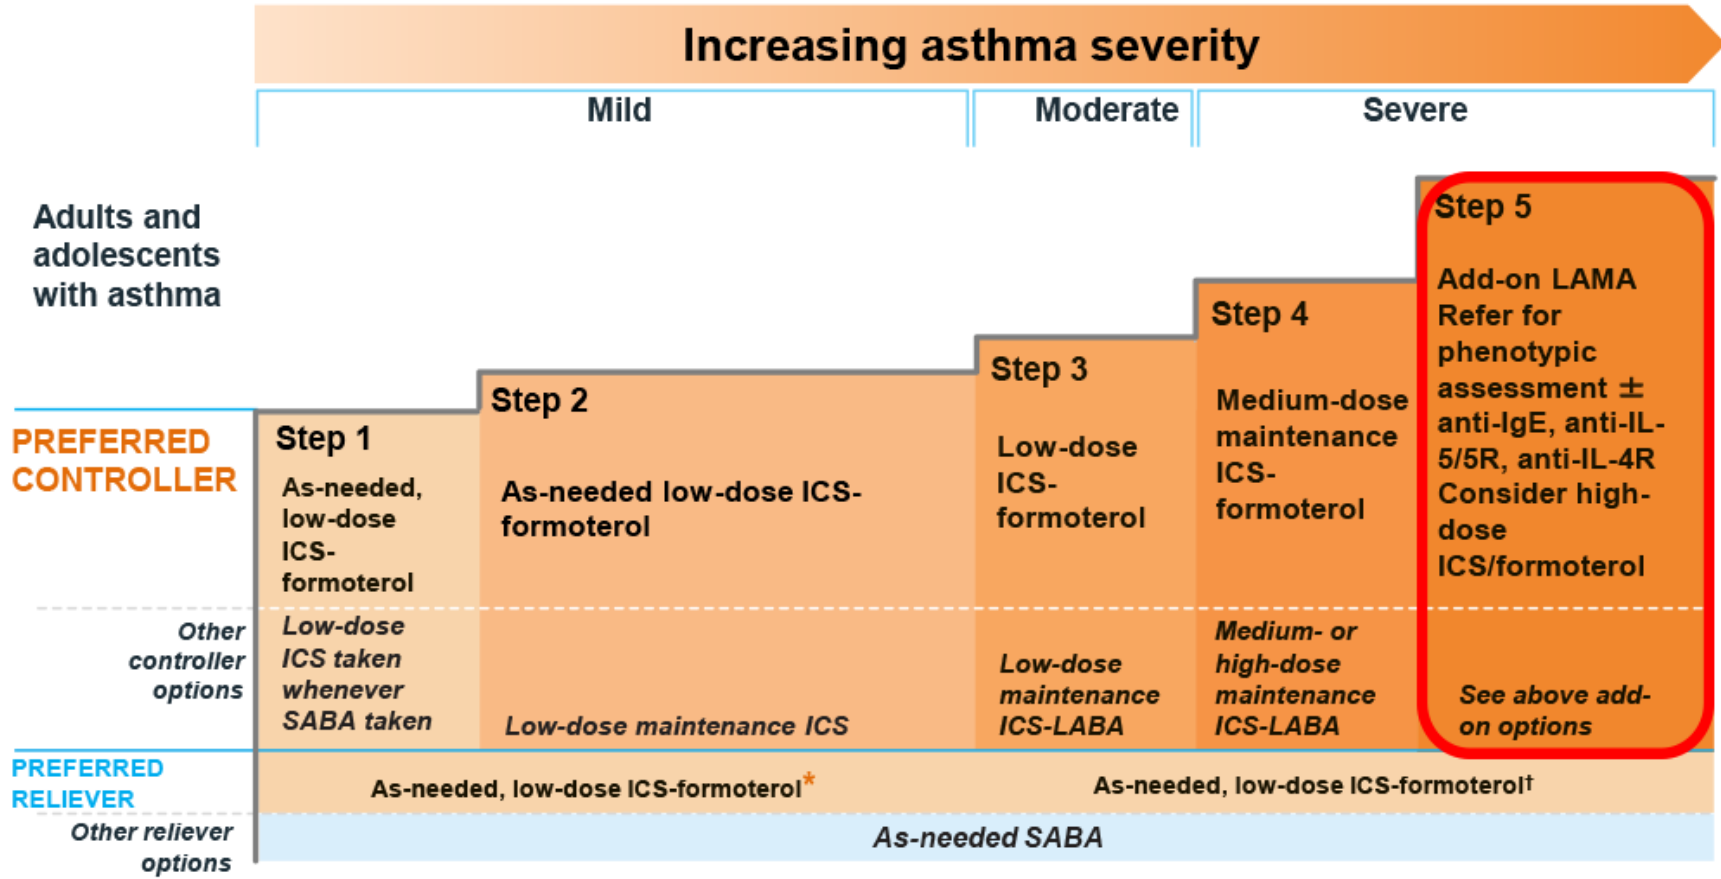 Increasing asthma severity
Mild
Moderate
Severe
Adults and
adolescents
with asthma
PREFERRED
CONTROLLER
Step 1
As-needed,
low-dose
ICS-
formoterol
Step 2
As-needed low-dose ICS-
formoterol
Step 3
Low-dose
ICS-
formoterol
Step 4
Medium-dose
maintenance
ICS-
formoterol
Step 5
Add-on LAMA
Refer for
phenotypic
assessment ±
anti-IgE, anti-IL-
5/5R, anti-IL-4R
Consider high-
dose
ICS/formoterol
Other
controller
options
Low-dose
ICS taken
whenever
SABA taken
Low-dose maintenance ICS
Low-dose
maintenance
ICS-LABA
Medium- or
high-dose
maintenance
ICS-LABA
See above add-
on options
PREFERRED
RELIEVER
As-needed, low-dose ICS-formoterol*
As-needed, low-dose ICS-formoterol†
Other reliever
options
As-needed SABA